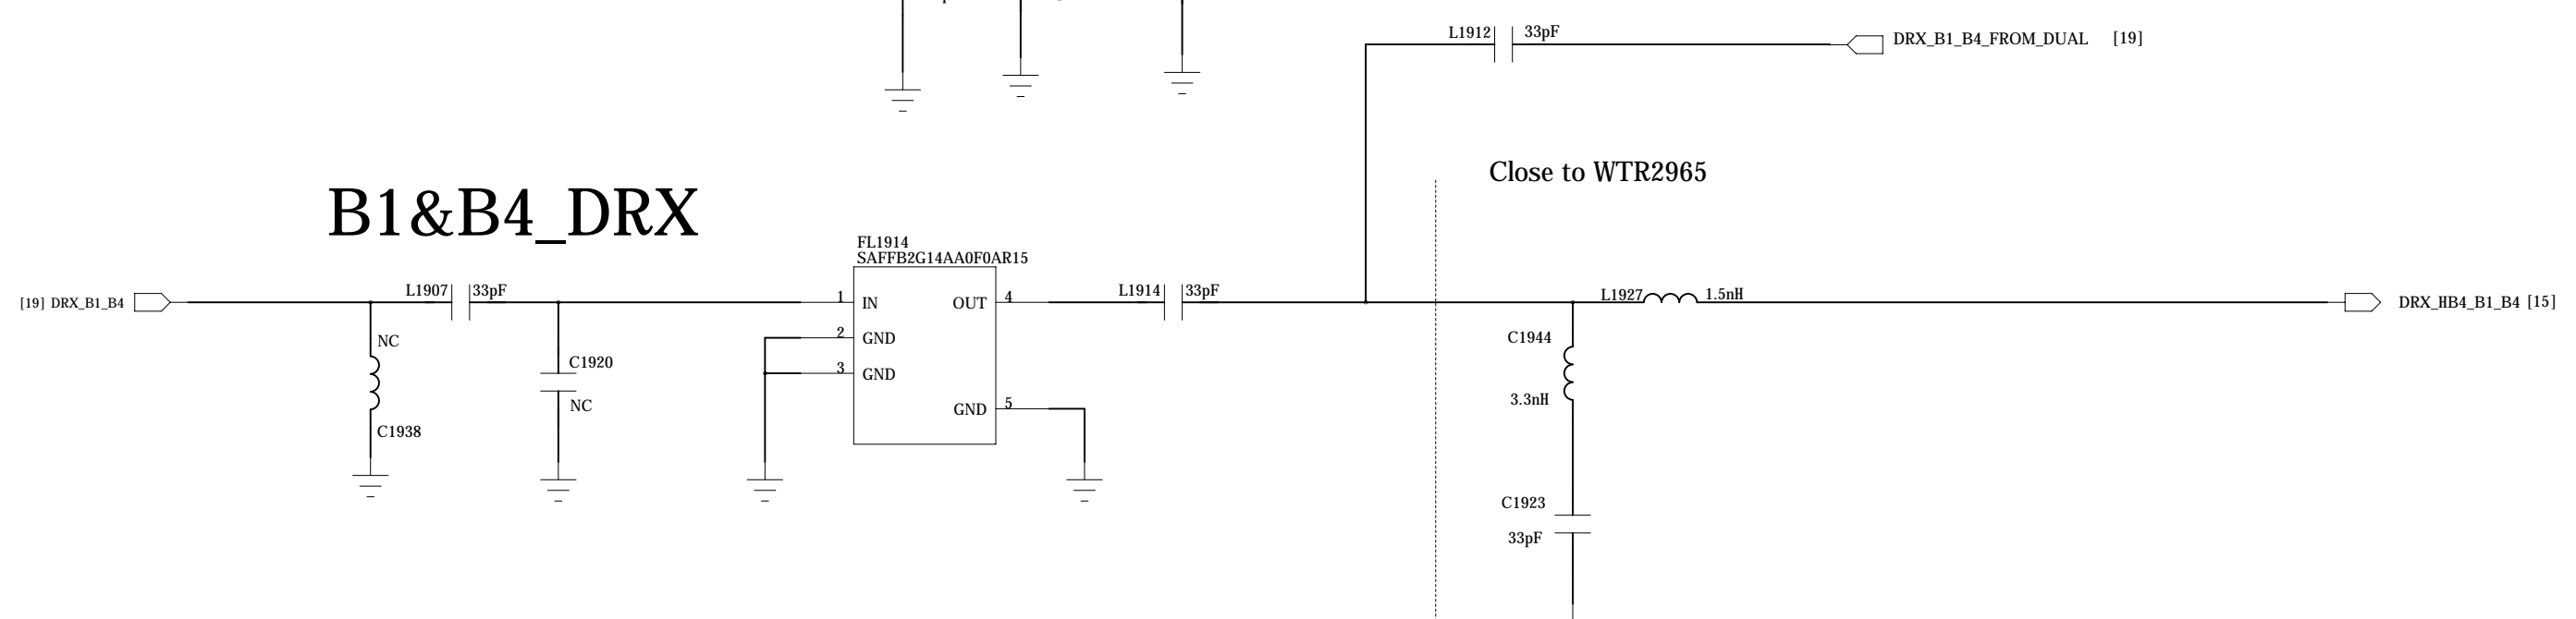 L1912 33pF
DRX_B1_B4_FROM_DUAL [19]
Close to WTR2965
B1&B4_DRX
FL1914
SAFFB2G14AA0F0AR15
[19] DRX_B1_B4
L1907 33pF
1 IN
OUT 4
L1914 33pF
L1927 1.5nH
DRX_HB4_B1_B4 [15]
2 GND
3 GND
GND 5
NC
C1938
C1920
NC
C1944
3.3nH
C1923
33pF